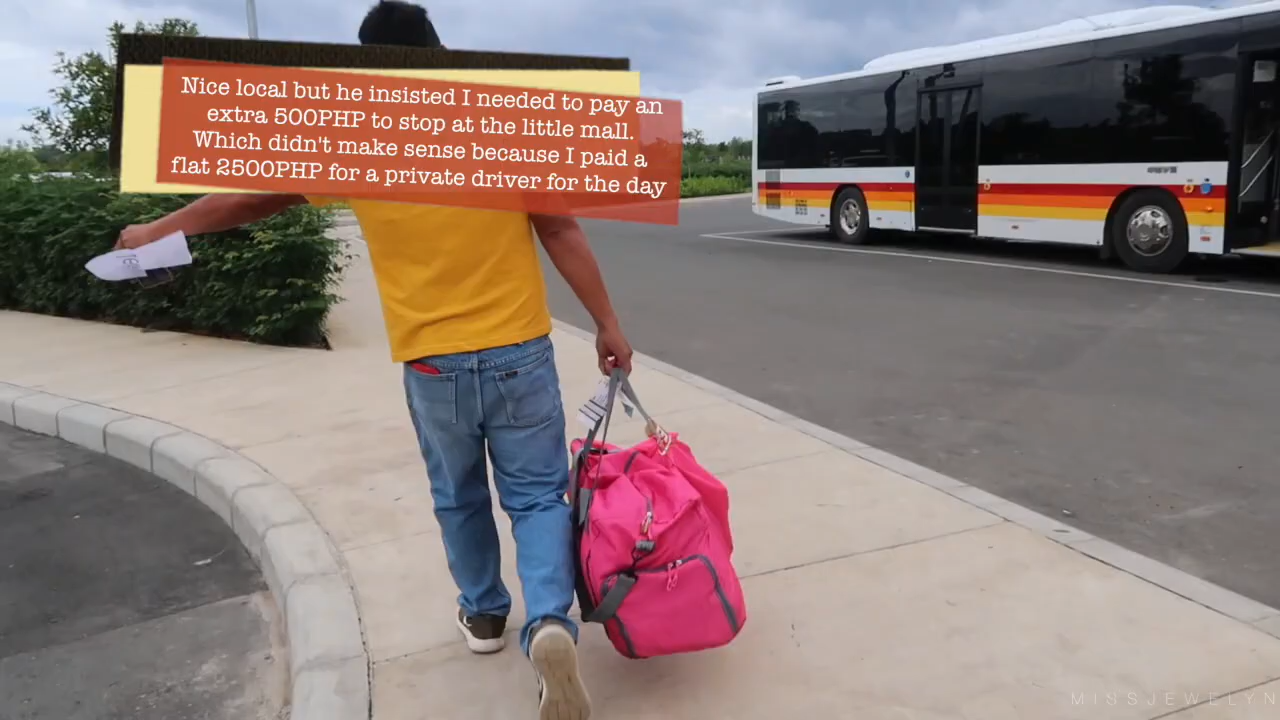 Nice local but he insisted I needed to pay an
extra 500PHP to stop at the little mall.
Which didn't make sense because I paid a
flat 2500PHP for a private driver for the day
MISSJEWELYN